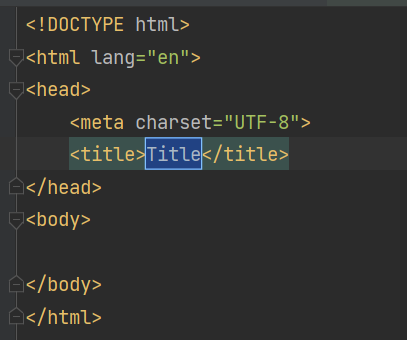 <!DOCTYPE html>
<html lang="en">
<head>
    <meta charset="UTF-8">
    <title>Title</title>
</head>
<body>

</body>
</html>